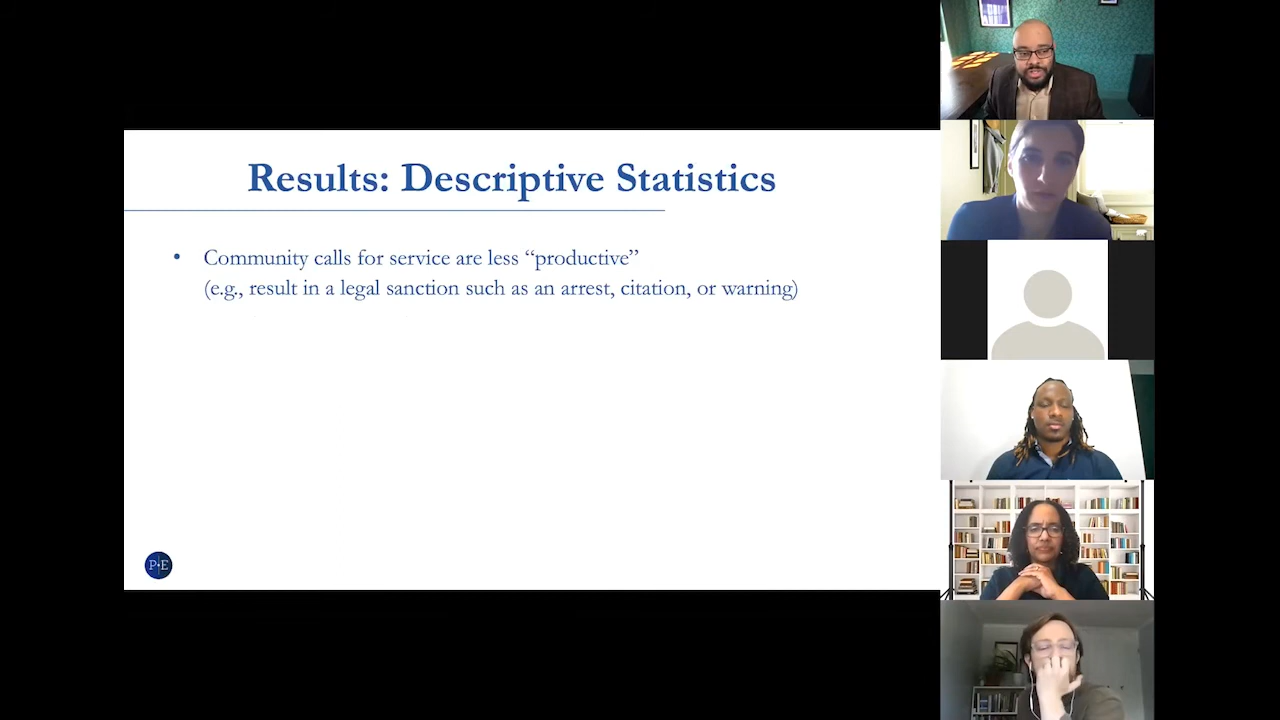 Results: Descriptive Statistics
• Community calls for service are less “productive”
(e.g., result in a legal sanction such as an arrest, citation, or warning)
P+E